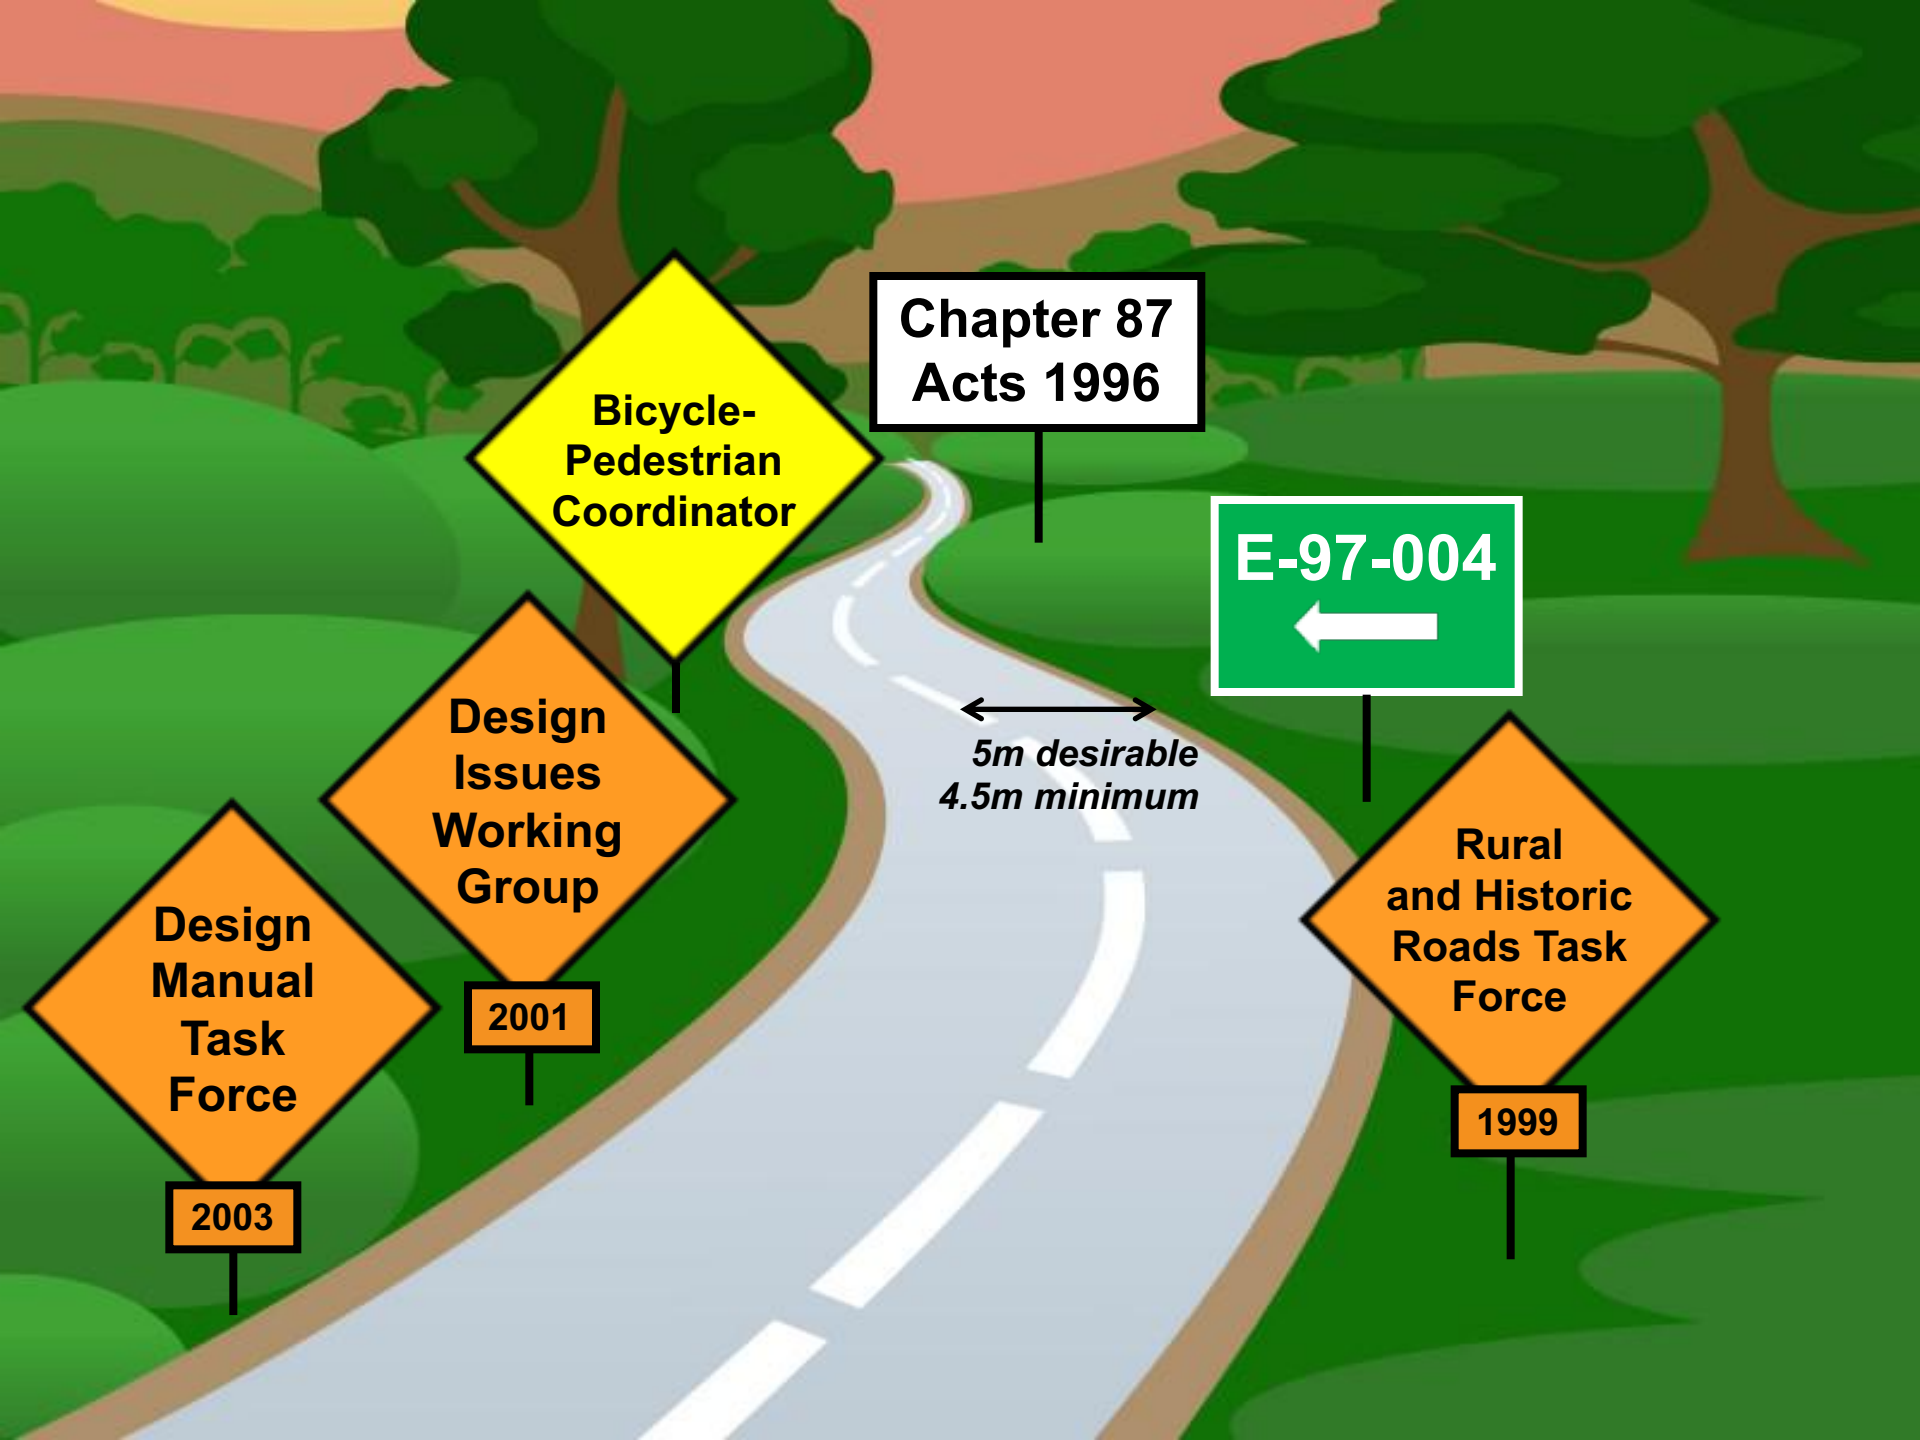 Chapter 87
Acts 1996
Bicycle-
Pedestrian
Coordinator
E-97-004
5m desirable
4.5m minimum
Design
Issues
Working
Group
2001
Rural
and Historic
Roads Task
Force
1999
Design
Manual
Task
Force
2003